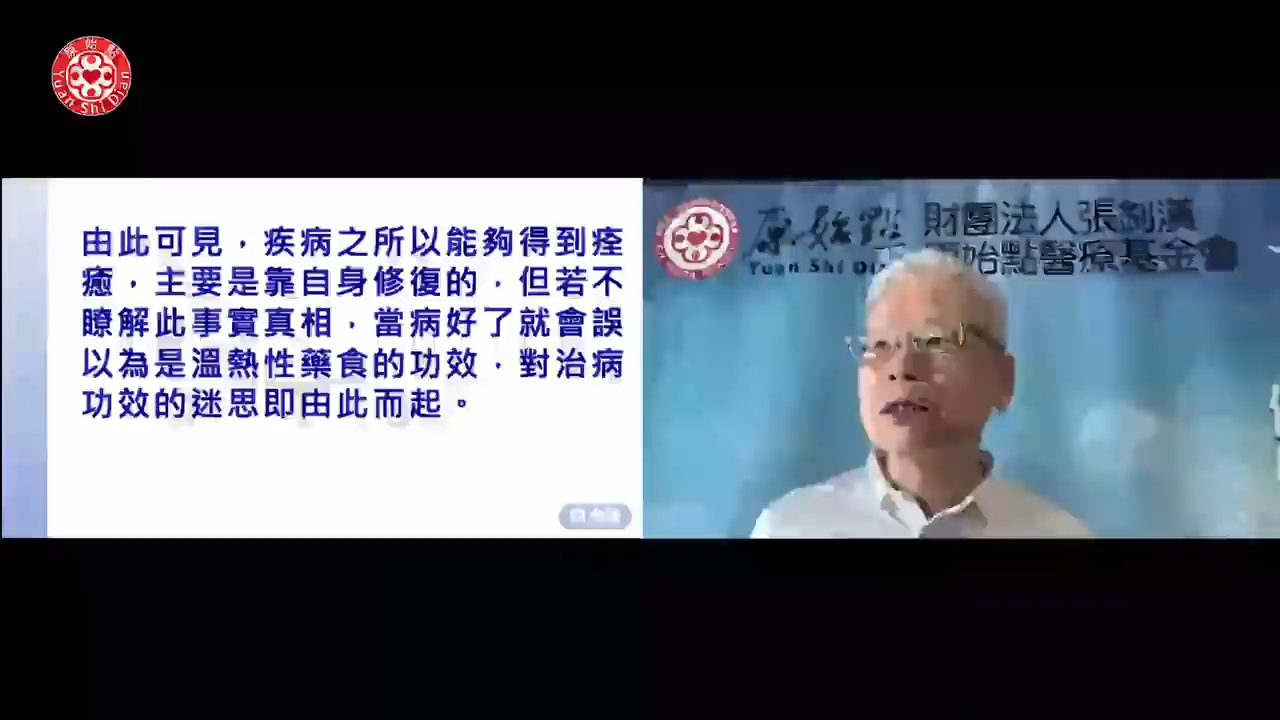 原始點
Yuan Shi Dian
由此可見，疾病之所以能夠得到痊
癒，主要是靠自身修復的，但若不
瞭解此事實真相，當病好了就會誤
以為是溫熱性藥食的功效，對治病
功效的迷思即由此而起。
原始點
Yuan Shi
財團法人張釗漢
原始點醫療基金會